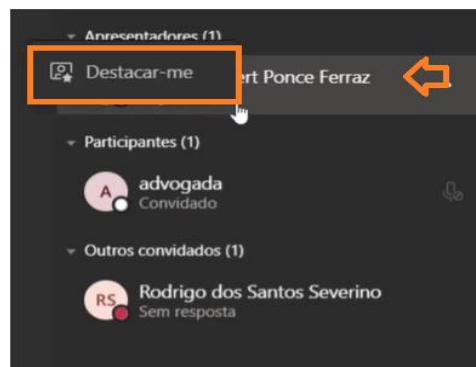 Apresentadores (1)
Destacar-me
ert Ponce Ferraz
Participantes (1)
A
advogada
Convidado
Outros convidados (1)
RS
Rodrigo dos Santos Severino
Sem resposta